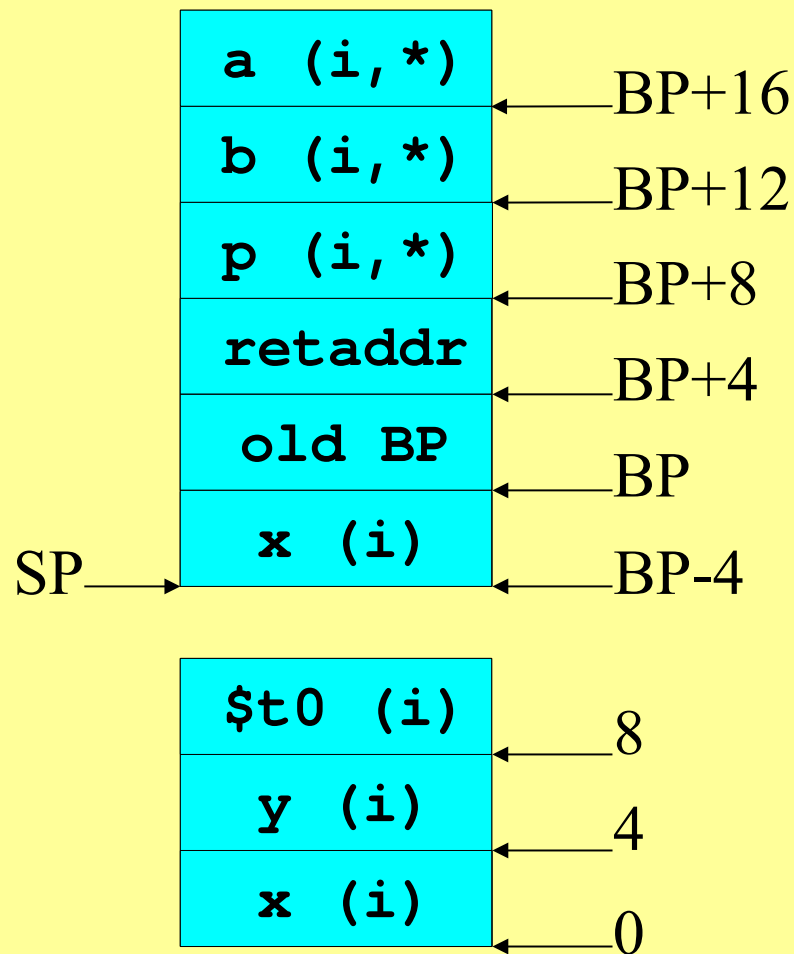 a (i,*)
BP+16
b (i,*)
BP+12
p (i,*)
BP+8
retaddr
BP+4
old BP
BP
x (i)
SP
BP-4
$t0 (i)
8
y (i)
4
x (i)
0